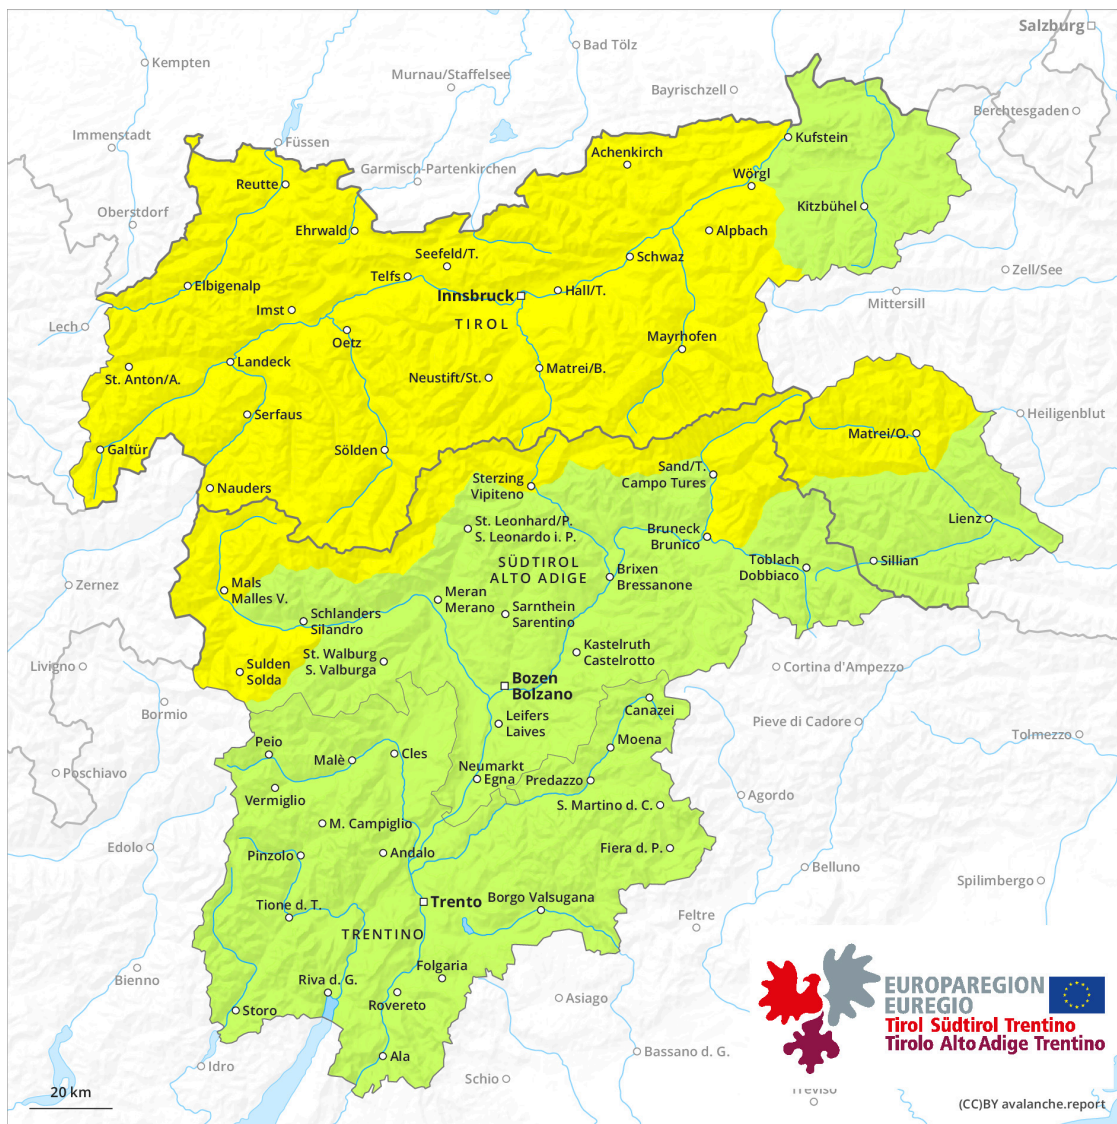 Salzburg
Kempten
Bad Tölz
Murnau/Staffelsee
Bayrischzell
Berchtesgaden
Immenstadt
Füssen
Kufstein
Achenkirch
Garmisch-Partenkirchen
Wörgl
Reutte
Oberstdorf
Kitzbühel
Ehrwald
Alpbach
Seefeld/T.
Schwaz
Telfs
Zell/See
Elbigenalp
Innsbruck
Hall/T.
Mittersill
Imst
TIROL
Lech
Oetz
Mayrhofen
Landeck
Matrei/B.
St. Anton/A.
Neustift/St.
Serfaus
Heiligenblut
Matrei/O.
Galtür
Sölden
Sand/T.
Campo Tures
Sterzing
Vipiteno
Nauders
St. Leonhard/P.
S. Leonardo i. P.
Lienz
Bruneck
Brunico
SÜDTIROL
ALTO ADIGE
Toblach
Dobbiaco
Sillian
Brixen
Bressanone
Zernez
Mals
Malles V.
Meran
Merano
Sarnthein
Sarentino
Schlanders
Silandro
Kastelruth
Castelrotto
St. Walburg
S. Valburga
Livigno
Sulden
Solda
Cortina d'Ampezzo
Bozen
Bolzano
Canazei
Bormio
Leifers
Laives
Pieve di Cadore
Tolmezzo
Peio
Moena
Cles
Malè
Poschiavo
Neumarkt
Egna
Predazzo
Vermiglio
Agordo
S. Martino d. C.
M. Campiglio
Edolo
Pinzolo
Andalo
Fiera d. P.
Belluno
Spilimbergo
Tione d. T.
Trento
Borgo Valsugana
Feltre
TRENTINO
Folgaria
Bienno
Riva d. G.
Rovereto
Asiago
Storo
EUROPAREGION
EUREGIO
Tirol Südtirol Trentino
Tirolo Alto Adige Trentino
Ala
Idro
Schio
Bassano d. G.
20 km
Treviso
(CC)BY avalanche.report